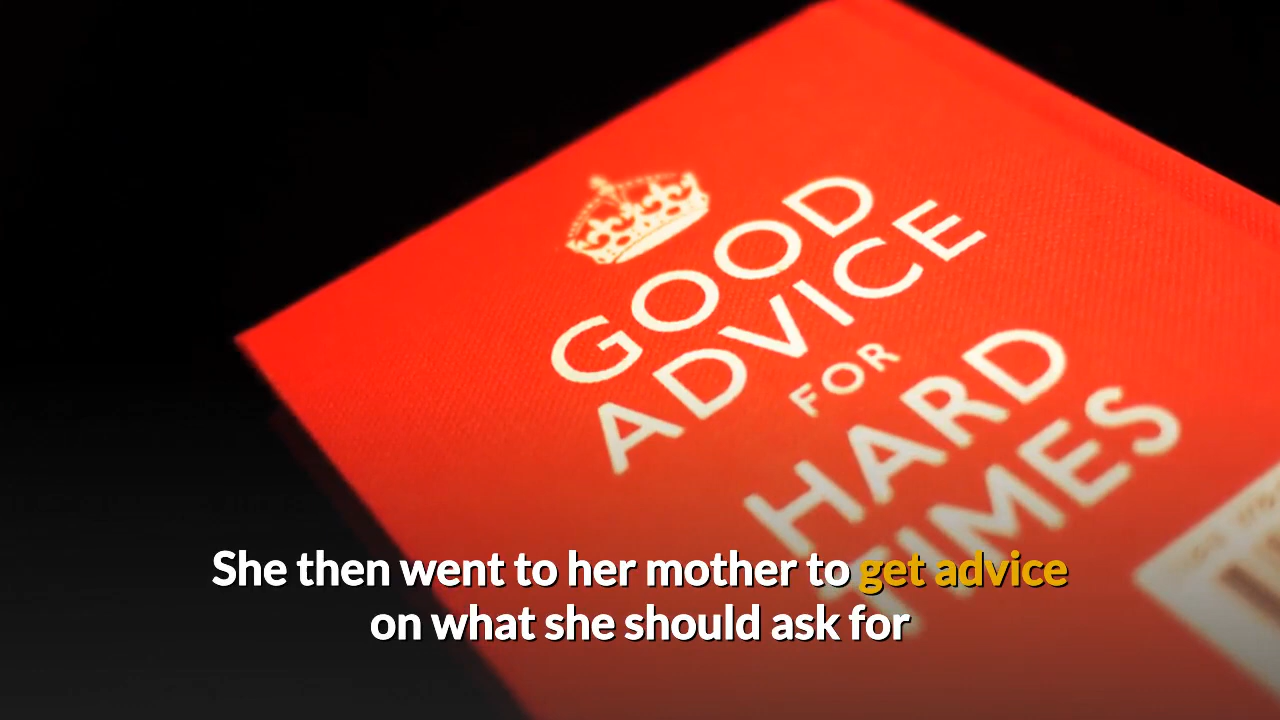 GOOD
ADVICE
FOR
HARD
TIMES
She then went to her mother to get advice
on what she should ask for